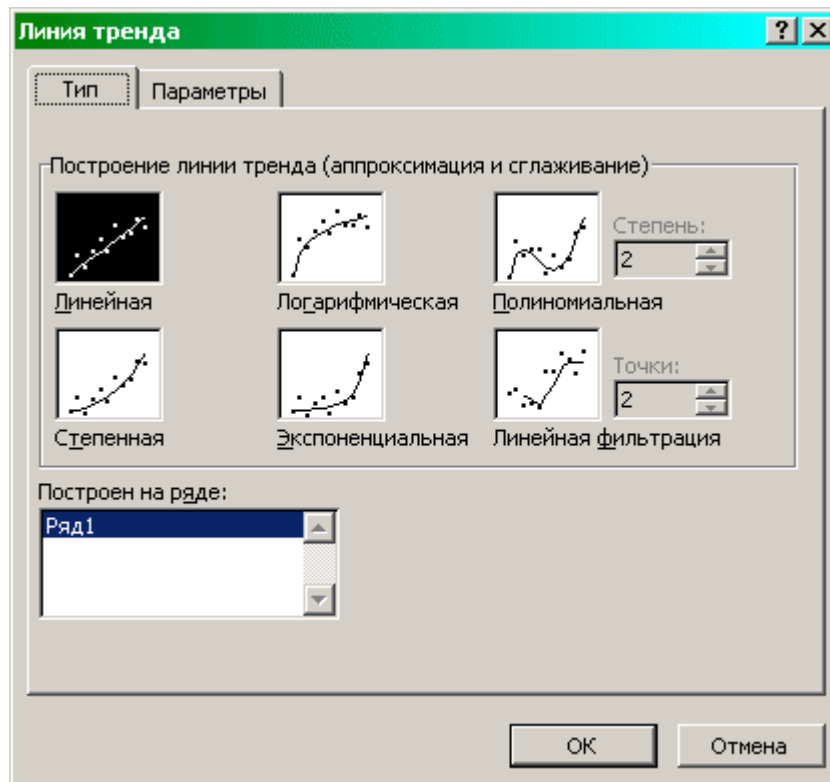 Линия тренда
Тип Параметры
Построение линии тренда (аппроксимация и сглаживание)
Степень:
2
Линейная Логарифмическая Полиномиальная
Точки:
2
Степенная Экспоненциальная Линейная фильтрация
Построен на ряде:
Ряд1
ОК Отмена